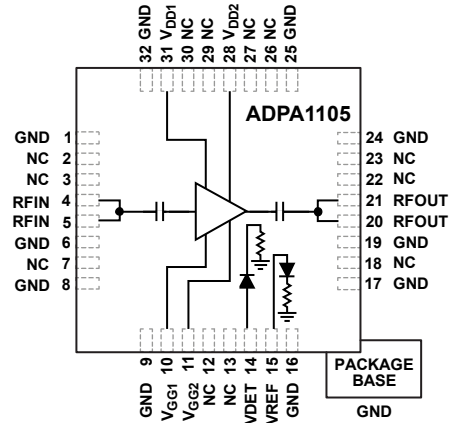 32 GND
31 VDD1
30 NC
29 NC
28 VDD2
27 NC
26 NC
25 GND
ADPA1105
GND 1
NC 2
NC 3
RFIN 4
RFIN 5
GND 6
NC 7
GND 8
24 GND
23 NC
22 NC
21 RFOUT
20 RFOUT
19 GND
18 NC
17 GND
GND 9
VGG1 10
VGG2 11
NC 12
NC 13
VDET 14
VREF 15
GND 16
PACKAGE
BASE
GND